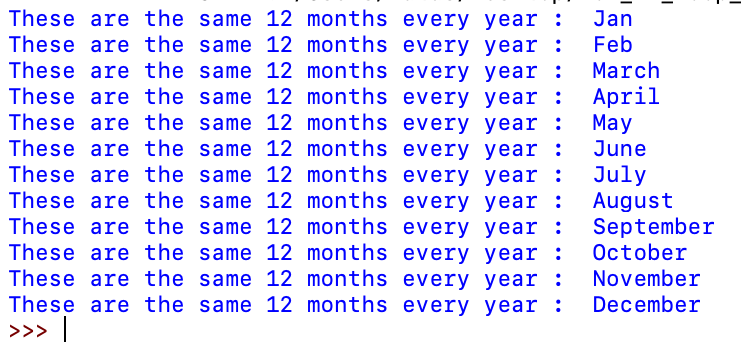 These are the same 12 months every year :  Jan
These are the same 12 months every year :  Feb
These are the same 12 months every year :  March
These are the same 12 months every year :  April
These are the same 12 months every year :  May
These are the same 12 months every year :  June
These are the same 12 months every year :  July
These are the same 12 months every year :  August
These are the same 12 months every year :  September
These are the same 12 months every year :  October
These are the same 12 months every year :  November
These are the same 12 months every year :  December
>>>